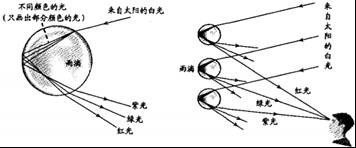 不同颜色的光
(只画出部分颜色的光)
来自太阳的白光
雨滴
紫光
绿光
红光
来自太阳的白光
雨滴
红光
绿光
紫光